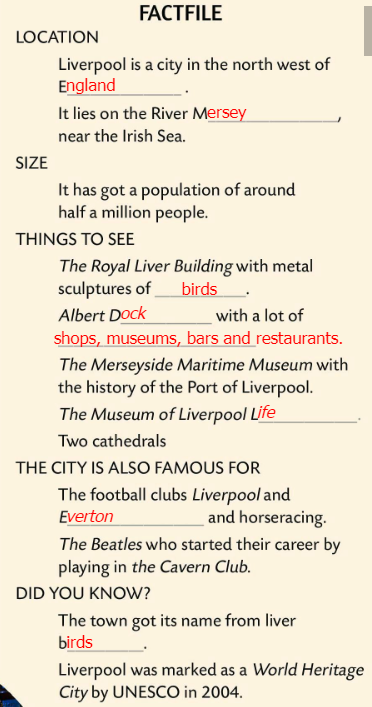 FACTFILE
LOCATION
Liverpool is a city in the north west of
England .
It lies on the River Mersey ,
near the Irish Sea.
SIZE
It has got a population of around
half a million people.
THINGS TO SEE
The Royal Liver Building with metal
sculptures of birds .
Albert Dock with a lot of
shops, museums, bars and restaurants.
The Merseyside Maritime Museum with
the history of the Port of Liverpool.
The Museum of Liverpool Life .
Two cathedrals
THE CITY IS ALSO FAMOUS FOR
The football clubs Liverpool and
Everton and horseracing.
The Beatles who started their career by
playing in the Cavern Club.
DID YOU KNOW?
The town got its name from liver
birds .
Liverpool was marked as a World Heritage
City by UNESCO in 2004.